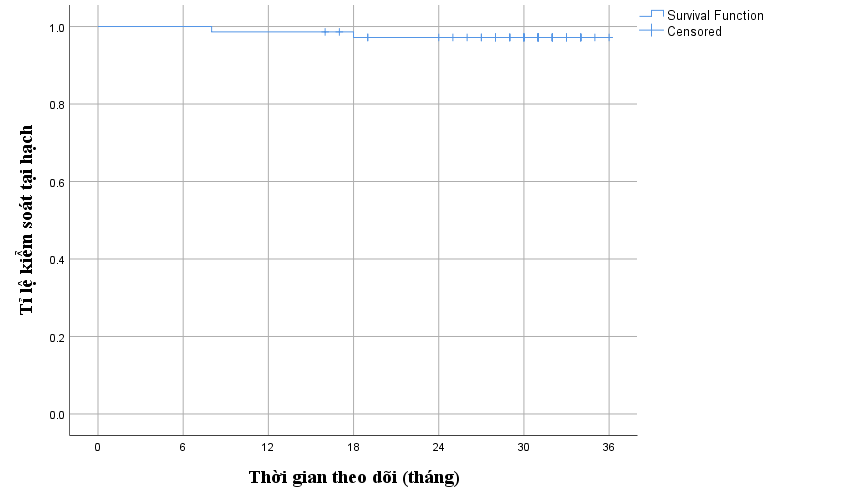 Survival Function
Censored
1.0
0.8
0.6
0.4
0.2
0.0
Tỉ lệ kiểm soát tại hạch
0 6 12 18 24 30 36
Thời gian theo dõi (tháng)